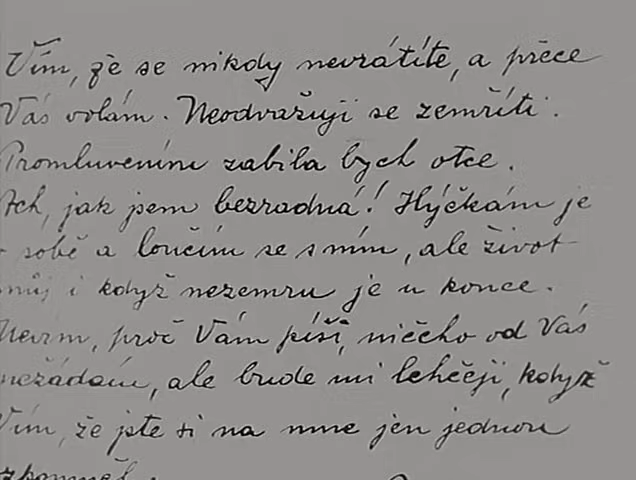 Vím, že se nikdy nevrátíte, a přece
Vás volám. Neodvažuji se zemříti.
Promluvením zabila bych otce.
Ach, jak jsem bezradná! Hýčkám je
v sobě a loučím se s ním, ale život
můj i když nezemru je u konce.
Nevím, proč Vám píši, ničeho od Vás
nežádám, ale bude mi lehčeji, když
Vím, že jste si na mne jen jednou
vzpomněl.